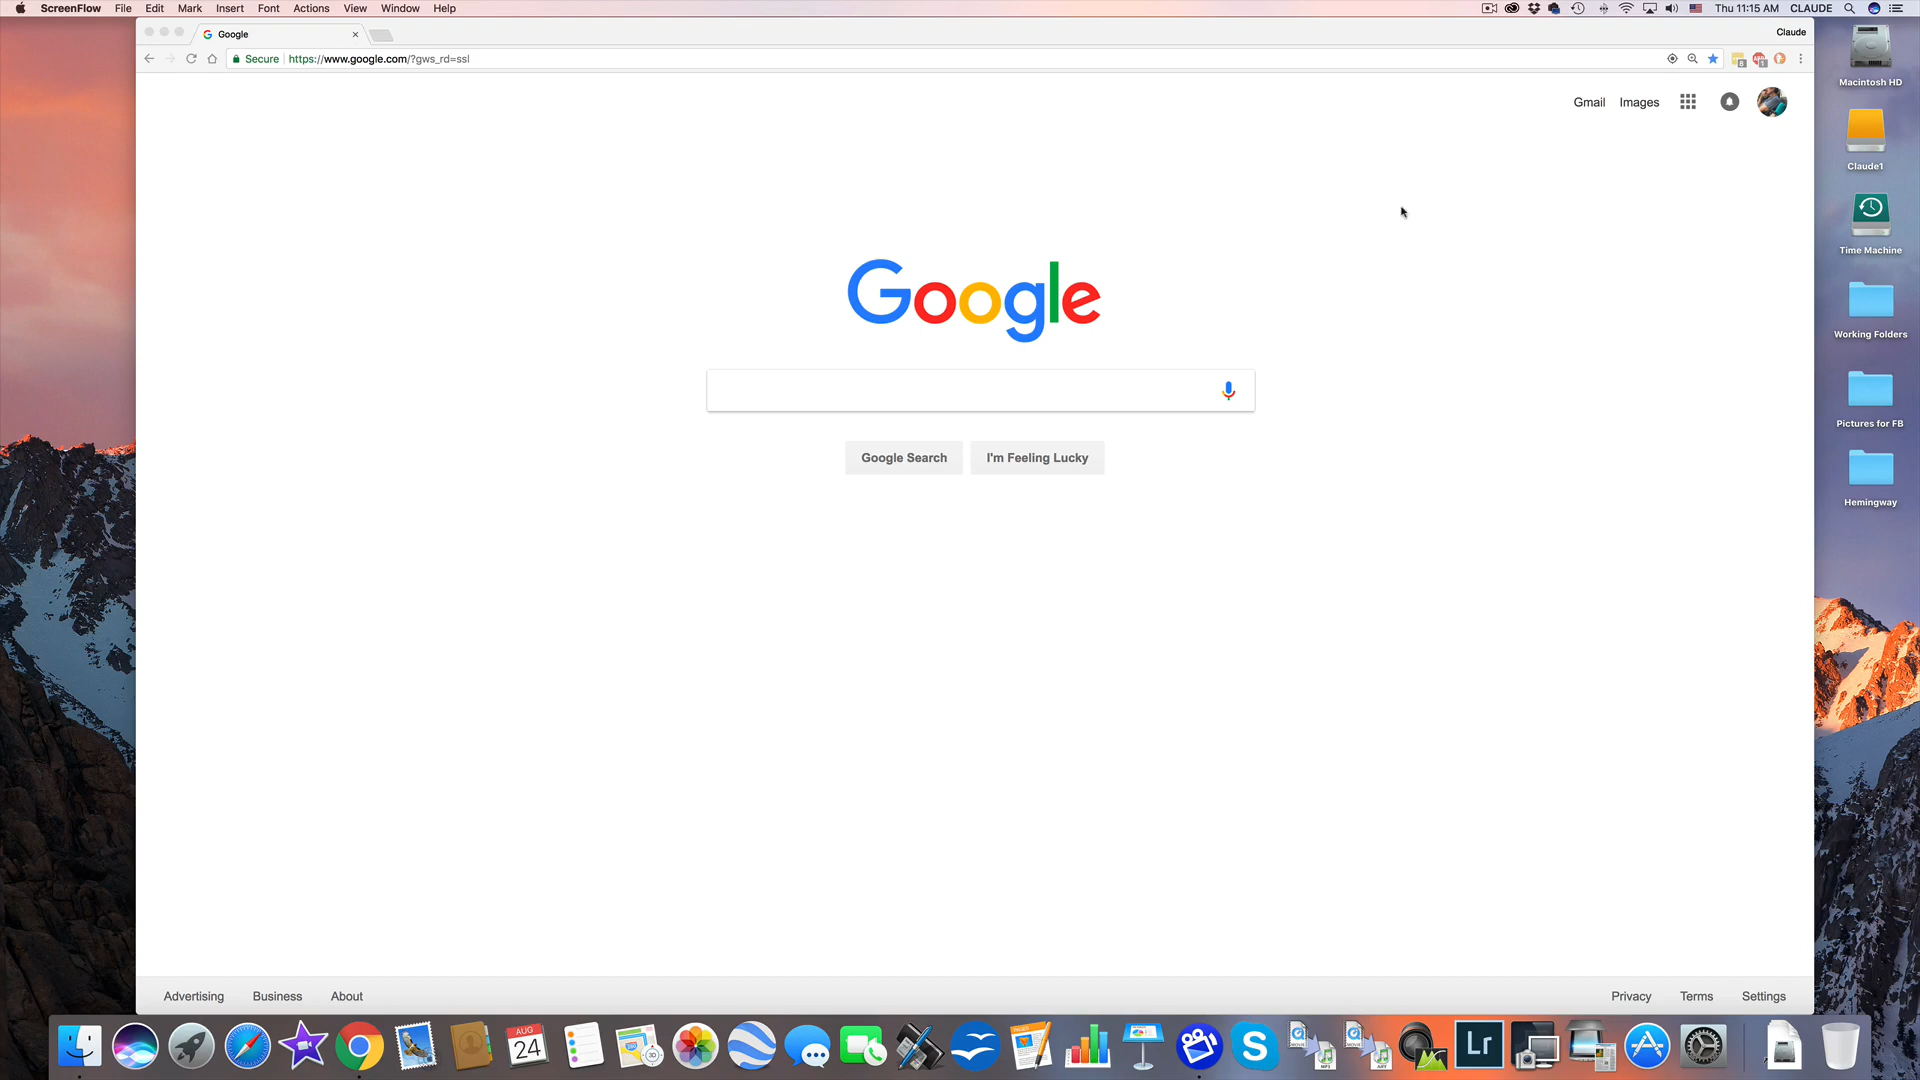 ScreenFlow File Edit Mark Insert Font Actions View Window Help
Thu 11:15 AM CLAUDE
Google
Claude
Secure https://www.google.com/?gws_rd=ssl
Gmail Images
Google
Google Search I'm Feeling Lucky
Advertising Business About
Privacy Terms Settings
Macintosh HD
Claude1
Time Machine
Working Folders
Pictures for FB
Hemingway
AUG
24
Lr